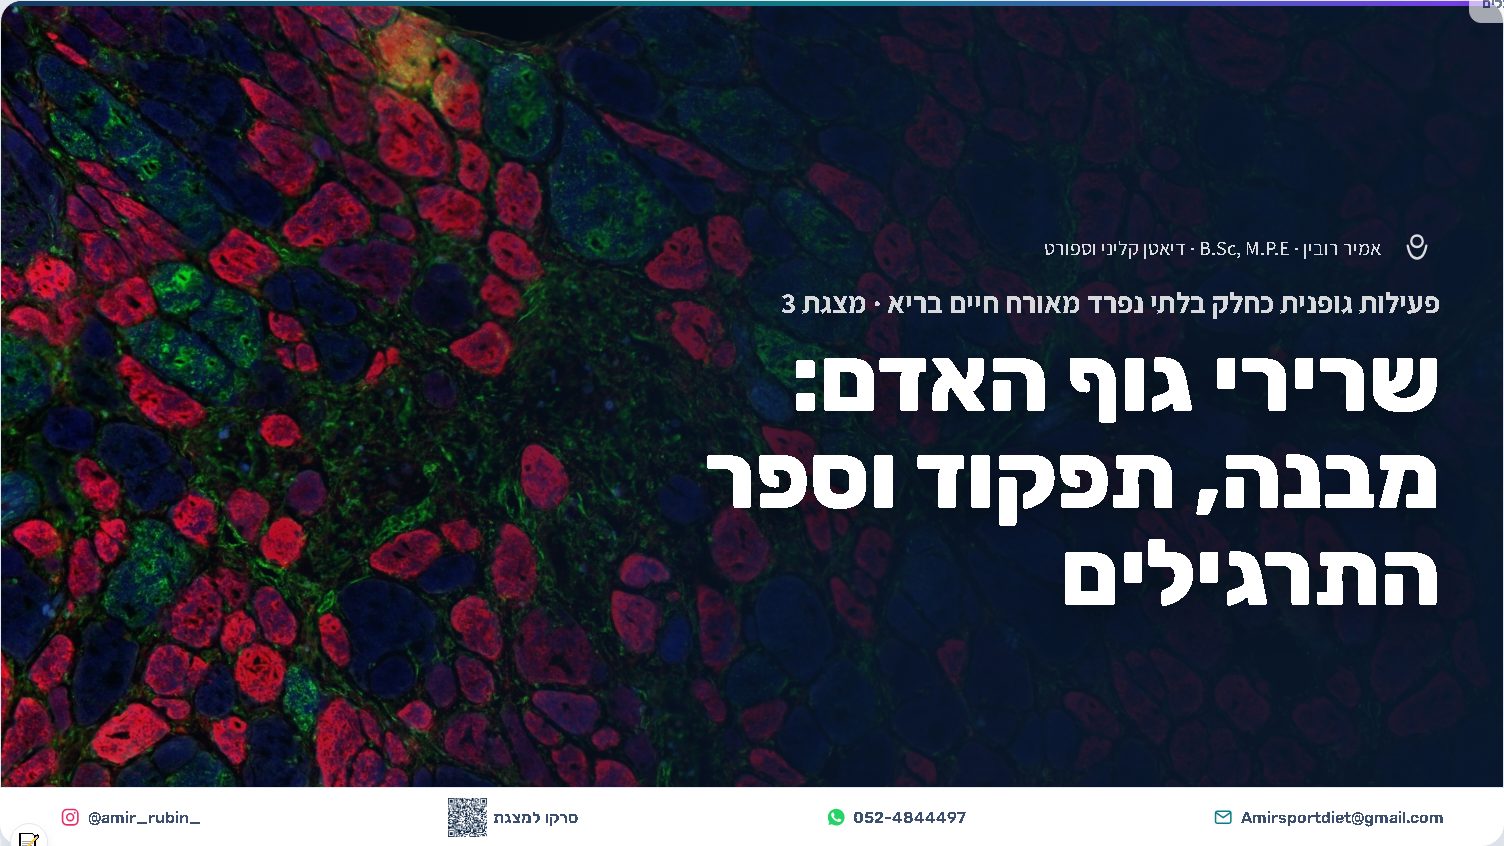 אמיר רובין · B.Sc, M.P.E · דיאטן קליני וספורט
פעילות גופנית כחלק בלתי נפרד מאורח חיים בריא · מצגת 3
שרירי גוף האדם:
מבנה, תפקוד וספר
התרגילים
@amir_rubin_
סרקו למצגת
052-4844497
Amirsportdiet@gmail.com